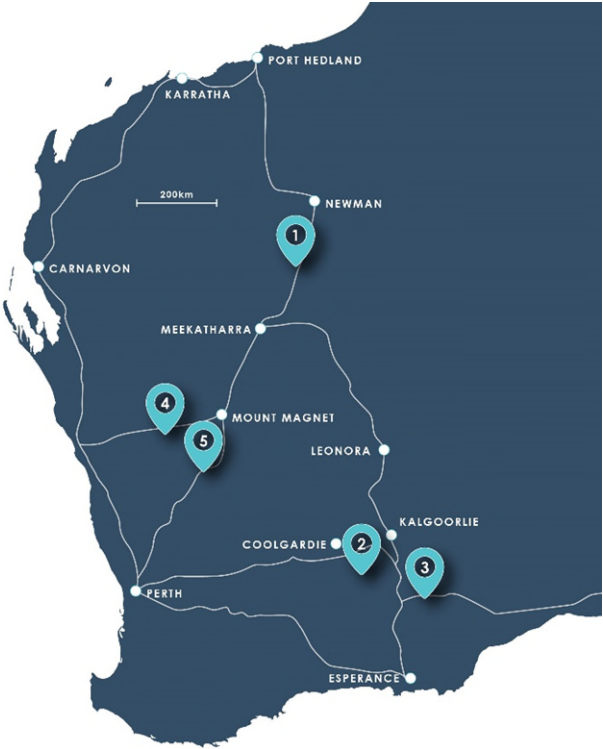 PORT HEDLAND
KARRATHA
200km
NEWMAN
1
CARNARVON
MEEKATHARRA
4
MOUNT MAGNET
5
LEONORA
KALGOORLIE
COOLGARDIE
2
3
PERTH
ESPERANCE